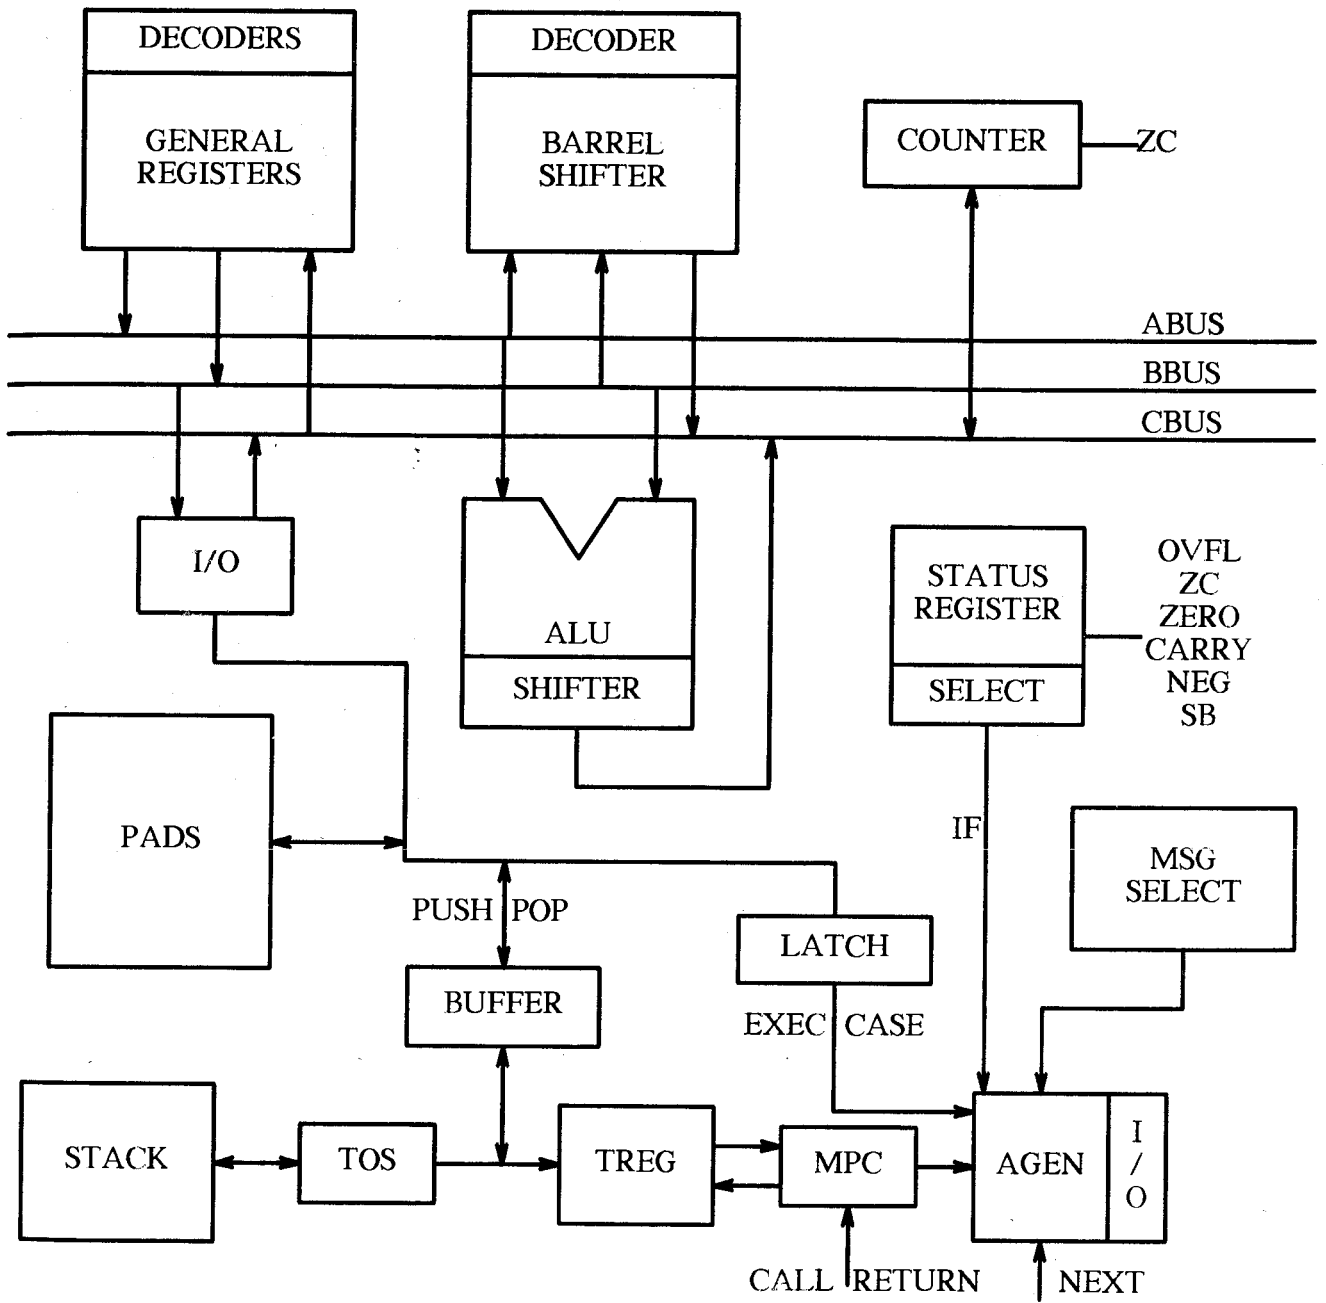 DECODERS
GENERAL
REGISTERS
DECODER
BARREL
SHIFTER
COUNTER
ZC
ABUS
BBUS
CBUS
I/O
ALU
SHIFTER
STATUS
REGISTER
SELECT
OVFL
ZC
ZERO
CARRY
NEG
SB
PADS
IF
MSG
SELECT
PUSH POP
LATCH
BUFFER
EXEC CASE
STACK
TOS
TREG
MPC
AGEN
I
/
O
CALL RETURN
NEXT